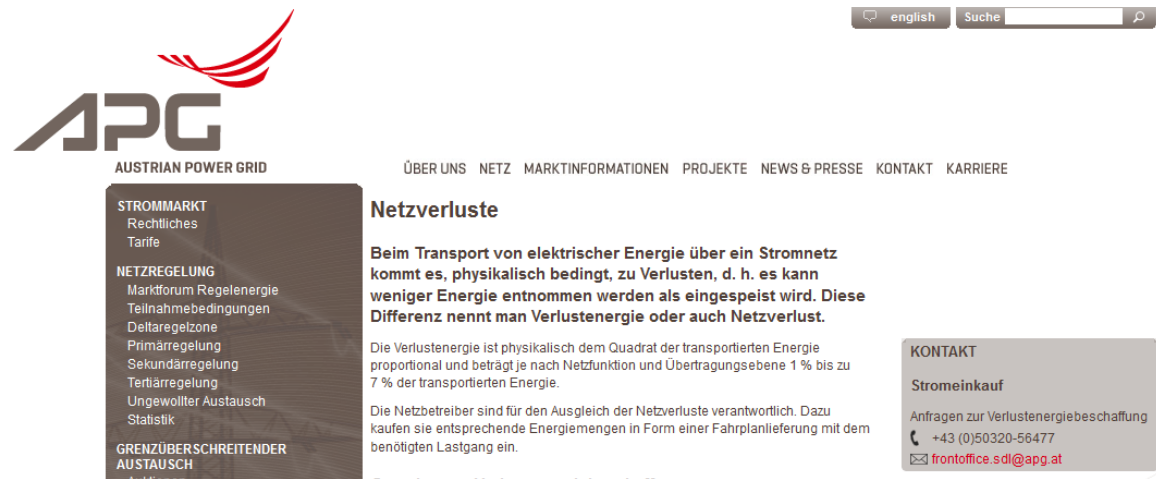 english
Suche
APG
AUSTRIAN POWER GRID
ÜBER UNS NETZ MARKTINFORMATIONEN PROJEKTE NEWS & PRESSE KONTAKT KARRIERE
STROMMARKT
Rechtliches
Tarife
NETZREGELUNG
Marktforum Regelenergie
Teilnahmebedingungen
Deltaregelzone
Primärregelung
Sekundärregelung
Tertiärregelung
Ungewollter Austausch
Statistik
GRENZÜBERSCHREITENDER
AUSTAUSCH
Netzverluste
Beim Transport von elektrischer Energie über ein Stromnetz
kommt es, physikalisch bedingt, zu Verlusten, d. h. es kann
weniger Energie entnommen werden als eingespeist wird. Diese
Differenz nennt man Verlustenergie oder auch Netzverlust.
Die Verlustenergie ist physikalisch dem Quadrat der transportierten Energie
proportional und beträgt je nach Netzfunktion und Übertragungsebene 1 % bis zu
7 % der transportierten Energie.
Die Netzbetreiber sind für den Ausgleich der Netzverluste verantwortlich. Dazu
kaufen sie entsprechende Energiemengen in Form einer Fahrplanlieferung mit dem
benötigten Lastgang ein.
KONTAKT
Stromeinkauf
Anfragen zur Verlustenergiebeschaffung
+43 (0)50320-56477
frontoffice.sdl@apg.at